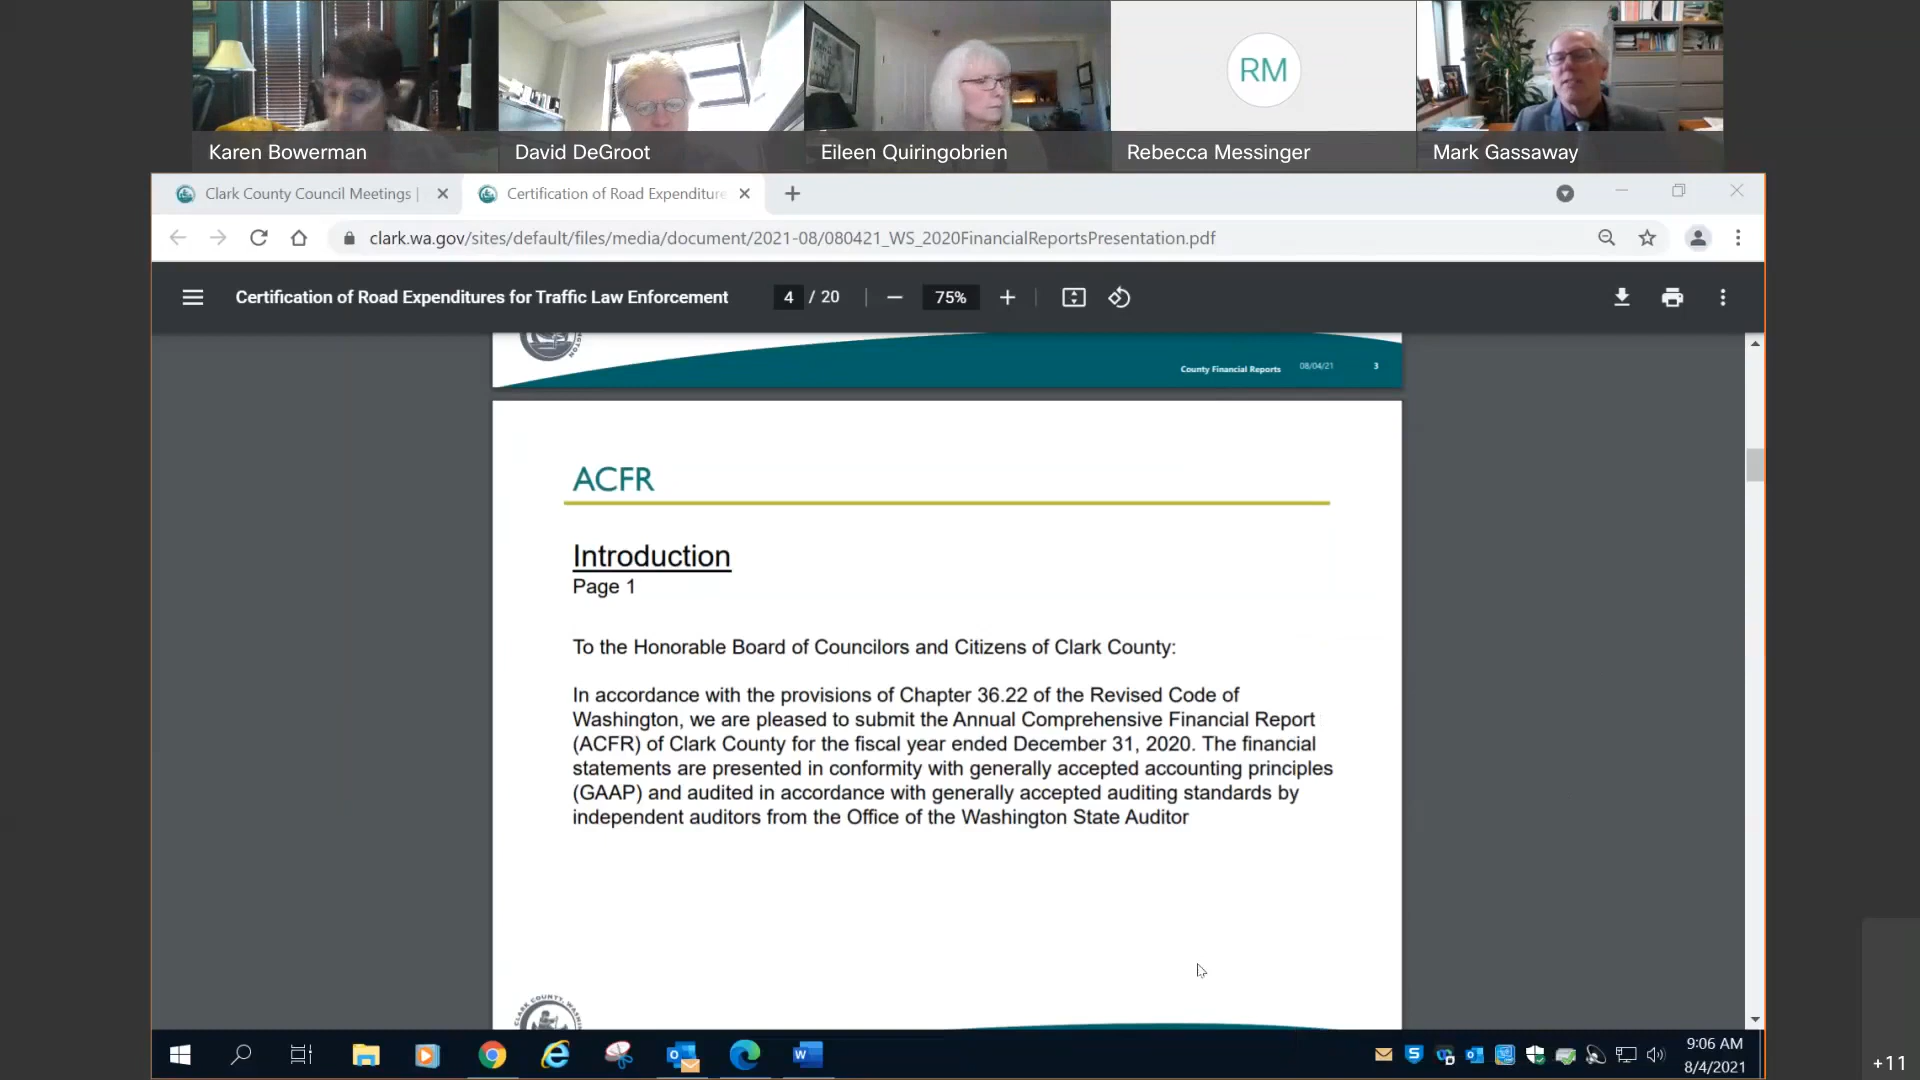 Karen Bowerman
David DeGroot
Eileen Quiringobrien
RM
Rebecca Messinger
Mark Gassaway
Clark County Council Meetings |
Certification of Road Expenditure
clark.wa.gov/sites/default/files/media/document/2021-08/080421_WS_2020FinancialReportsPresentation.pdf
Certification of Road Expenditures for Traffic Law Enforcement
4 / 20
75%
County Financial Reports 08/04/21 3
ACFR
Introduction
Page 1
To the Honorable Board of Councilors and Citizens of Clark County:
In accordance with the provisions of Chapter 36.22 of the Revised Code of
Washington, we are pleased to submit the Annual Comprehensive Financial Report
(ACFR) of Clark County for the fiscal year ended December 31, 2020. The financial
statements are presented in conformity with generally accepted accounting principles
(GAAP) and audited in accordance with generally accepted auditing standards by
independent auditors from the Office of the Washington State Auditor
CLARK COUNTY, WASHIN
9:06 AM
8/4/2021
+11